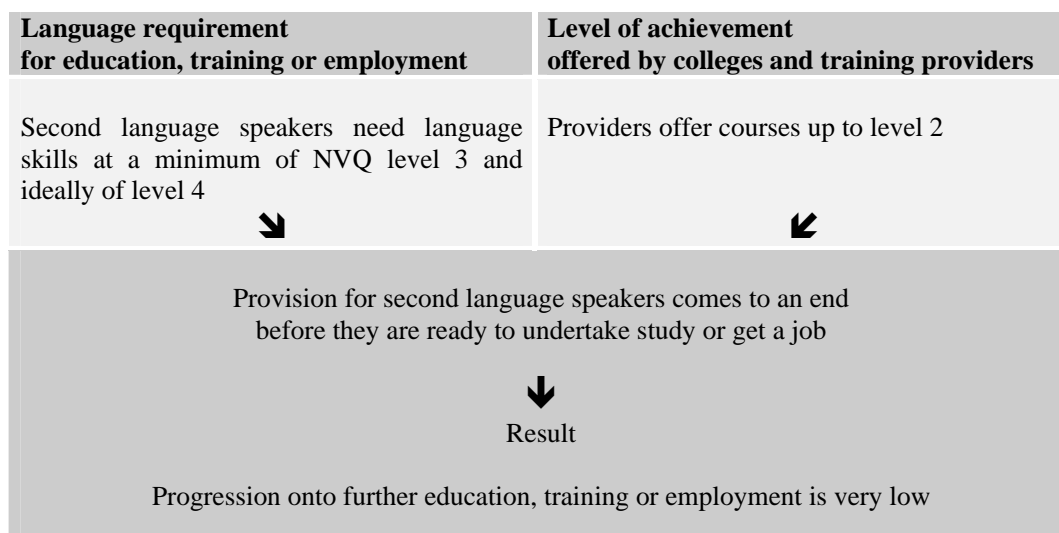 Language requirement
for education, training or employment
Level of achievement
offered by colleges and training providers
Second language speakers need language
skills at a minimum of NVQ level 3 and
ideally of level 4
Providers offer courses up to level 2
Provision for second language speakers comes to an end
before they are ready to undertake study or get a job
Result
Progression onto further education, training or employment is very low